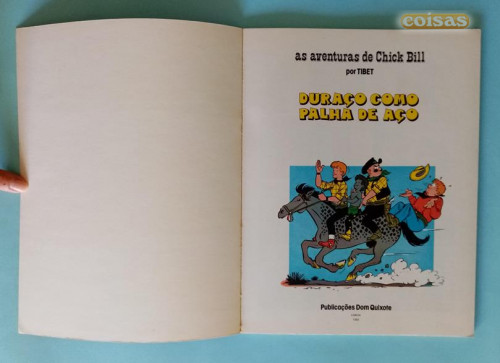 coisas
as aventuras de Chick Bill
por TIBET
DURAÇO COMO
PALHA DE AÇO
Publicações Dom Quixote